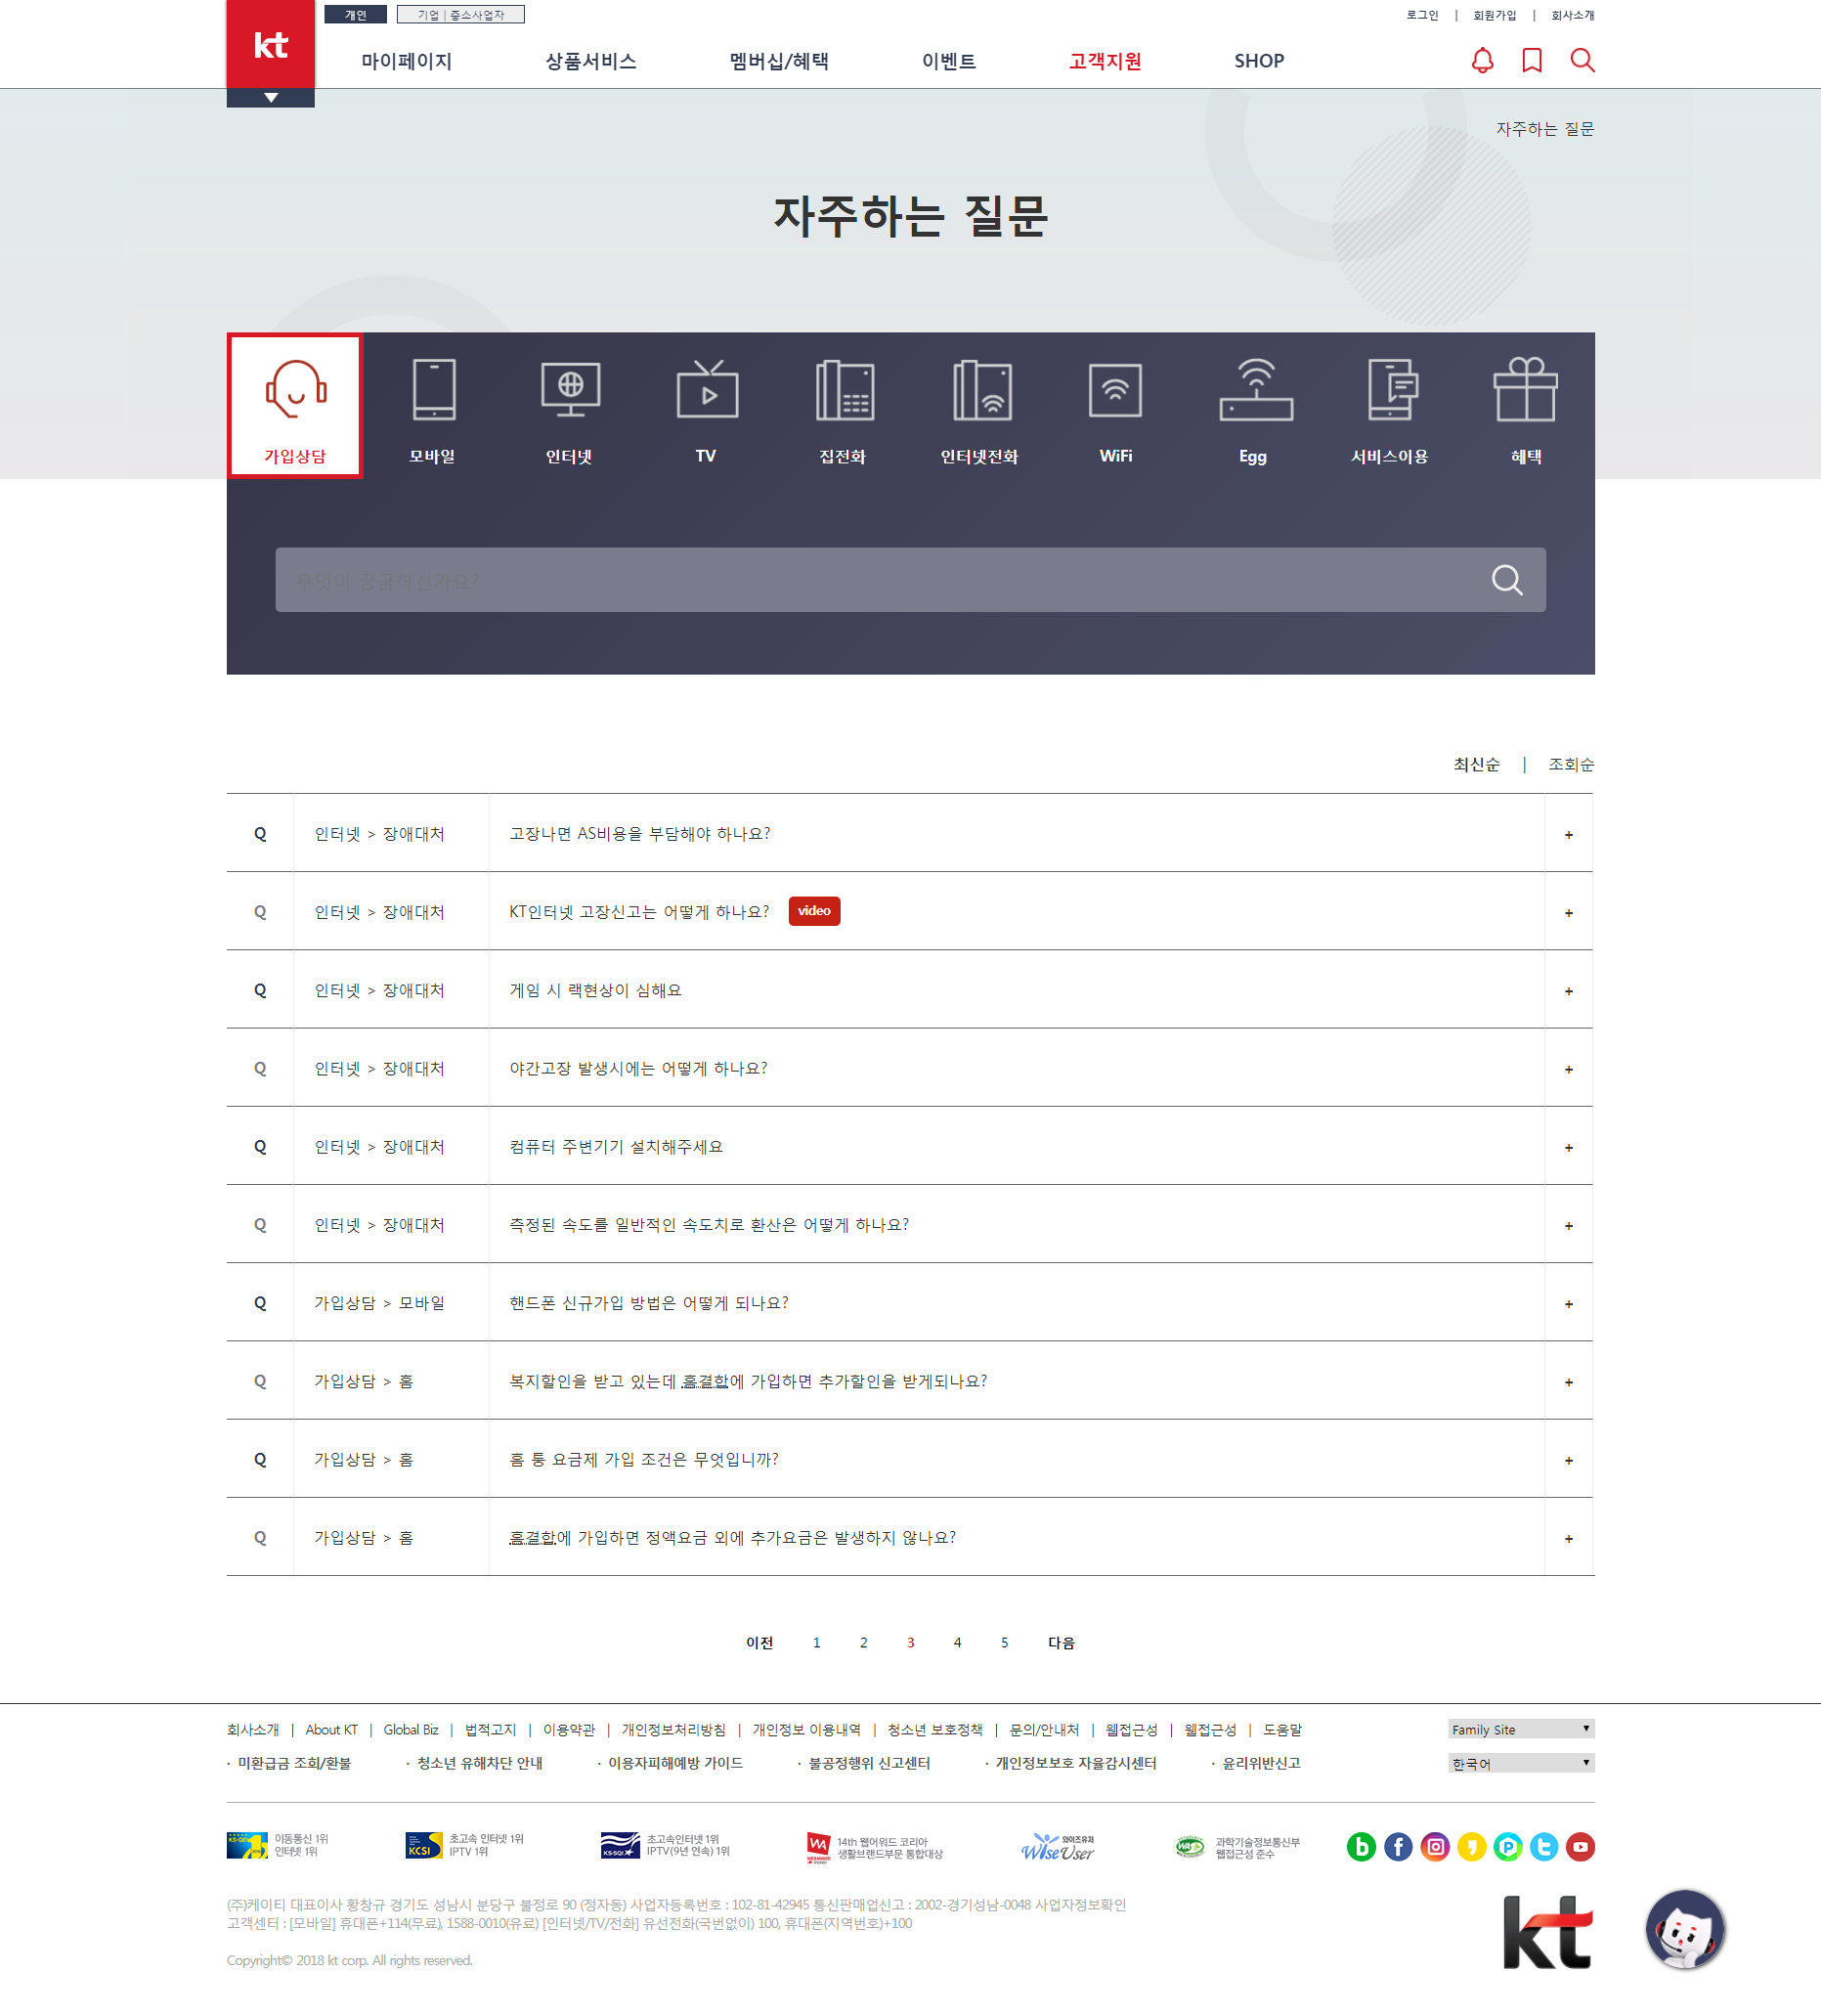 kt
개인
기업 | 중소사업자
로그인 | 회원가입 | 회사소개
마이페이지 상품서비스 멤버십/혜택 이벤트 고객지원 SHOP
자주하는 질문
자주하는 질문
가입상담 모바일 인터넷 TV 집전화 인터넷전화 WiFi Egg 서비스이용 혜택
무엇이 궁금하신가요?
최신순 | 조회순
Q 인터넷 > 장애대처 고장나면 AS비용을 부담해야 하나요? +
Q 인터넷 > 장애대처 KT인터넷 고장신고는 어떻게 하나요? video +
Q 인터넷 > 장애대처 게임 시 랙현상이 심해요 +
Q 인터넷 > 장애대처 야간고장 발생시에는 어떻게 하나요? +
Q 인터넷 > 장애대처 컴퓨터 주변기기 설치해주세요 +
Q 인터넷 > 장애대처 측정된 속도를 일반적인 속도치로 환산은 어떻게 하나요? +
Q 가입상담 > 모바일 핸드폰 신규가입 방법은 어떻게 되나요? +
Q 가입상담 > 홈 복지할인을 받고 있는데 홈결합에 가입하면 추가할인을 받게되나요? +
Q 가입상담 > 홈 홈 퉁 요금제 가입 조건은 무엇입니까? +
Q 가입상담 > 홈 홈결합에 가입하면 정액요금 외에 추가요금은 발생하지 않나요? +
이전 1 2 3 4 5 다음
회사소개 | About KT | Global Biz | 법적고지 | 이용약관 | 개인정보처리방침 | 개인정보 이용내역 | 청소년 보호정책 | 문의/안내처 | 웹접근성 | 웹접근성 | 도움말
Family Site
· 미환급금 조회/환불 · 청소년 유해차단 안내 · 이용자피해예방 가이드 · 불공정행위 신고센터 · 개인정보보호 자율감시센터 · 윤리위반신고
한국어
이동통신 1위
인터넷 1위
KCSI
초고속 인터넷 1위
IPTV 1위
KS-SQI
초고속인터넷 1위
IPTV(9년 연속) 1위
WA
14th 웹어워드 코리아
생활브랜드부문 통합대상
와이즈유저
WiseUser
WA
과학기술정보통신부
웹접근성 준수
(주)케이티 대표이사 황창규 경기도 성남시 분당구 불정로 90 (정자동) 사업자등록번호 : 102-81-42945 통신판매업신고 : 2002-경기성남-0048 사업자정보확인
고객센터 : [모바일] 휴대폰+114(무료), 1588-0010(유료) [인터넷/TV/전화] 유선전화(국번없이) 100, 휴대폰(지역번호)+100
Copyright© 2018 kt corp. All rights reserved.
kt